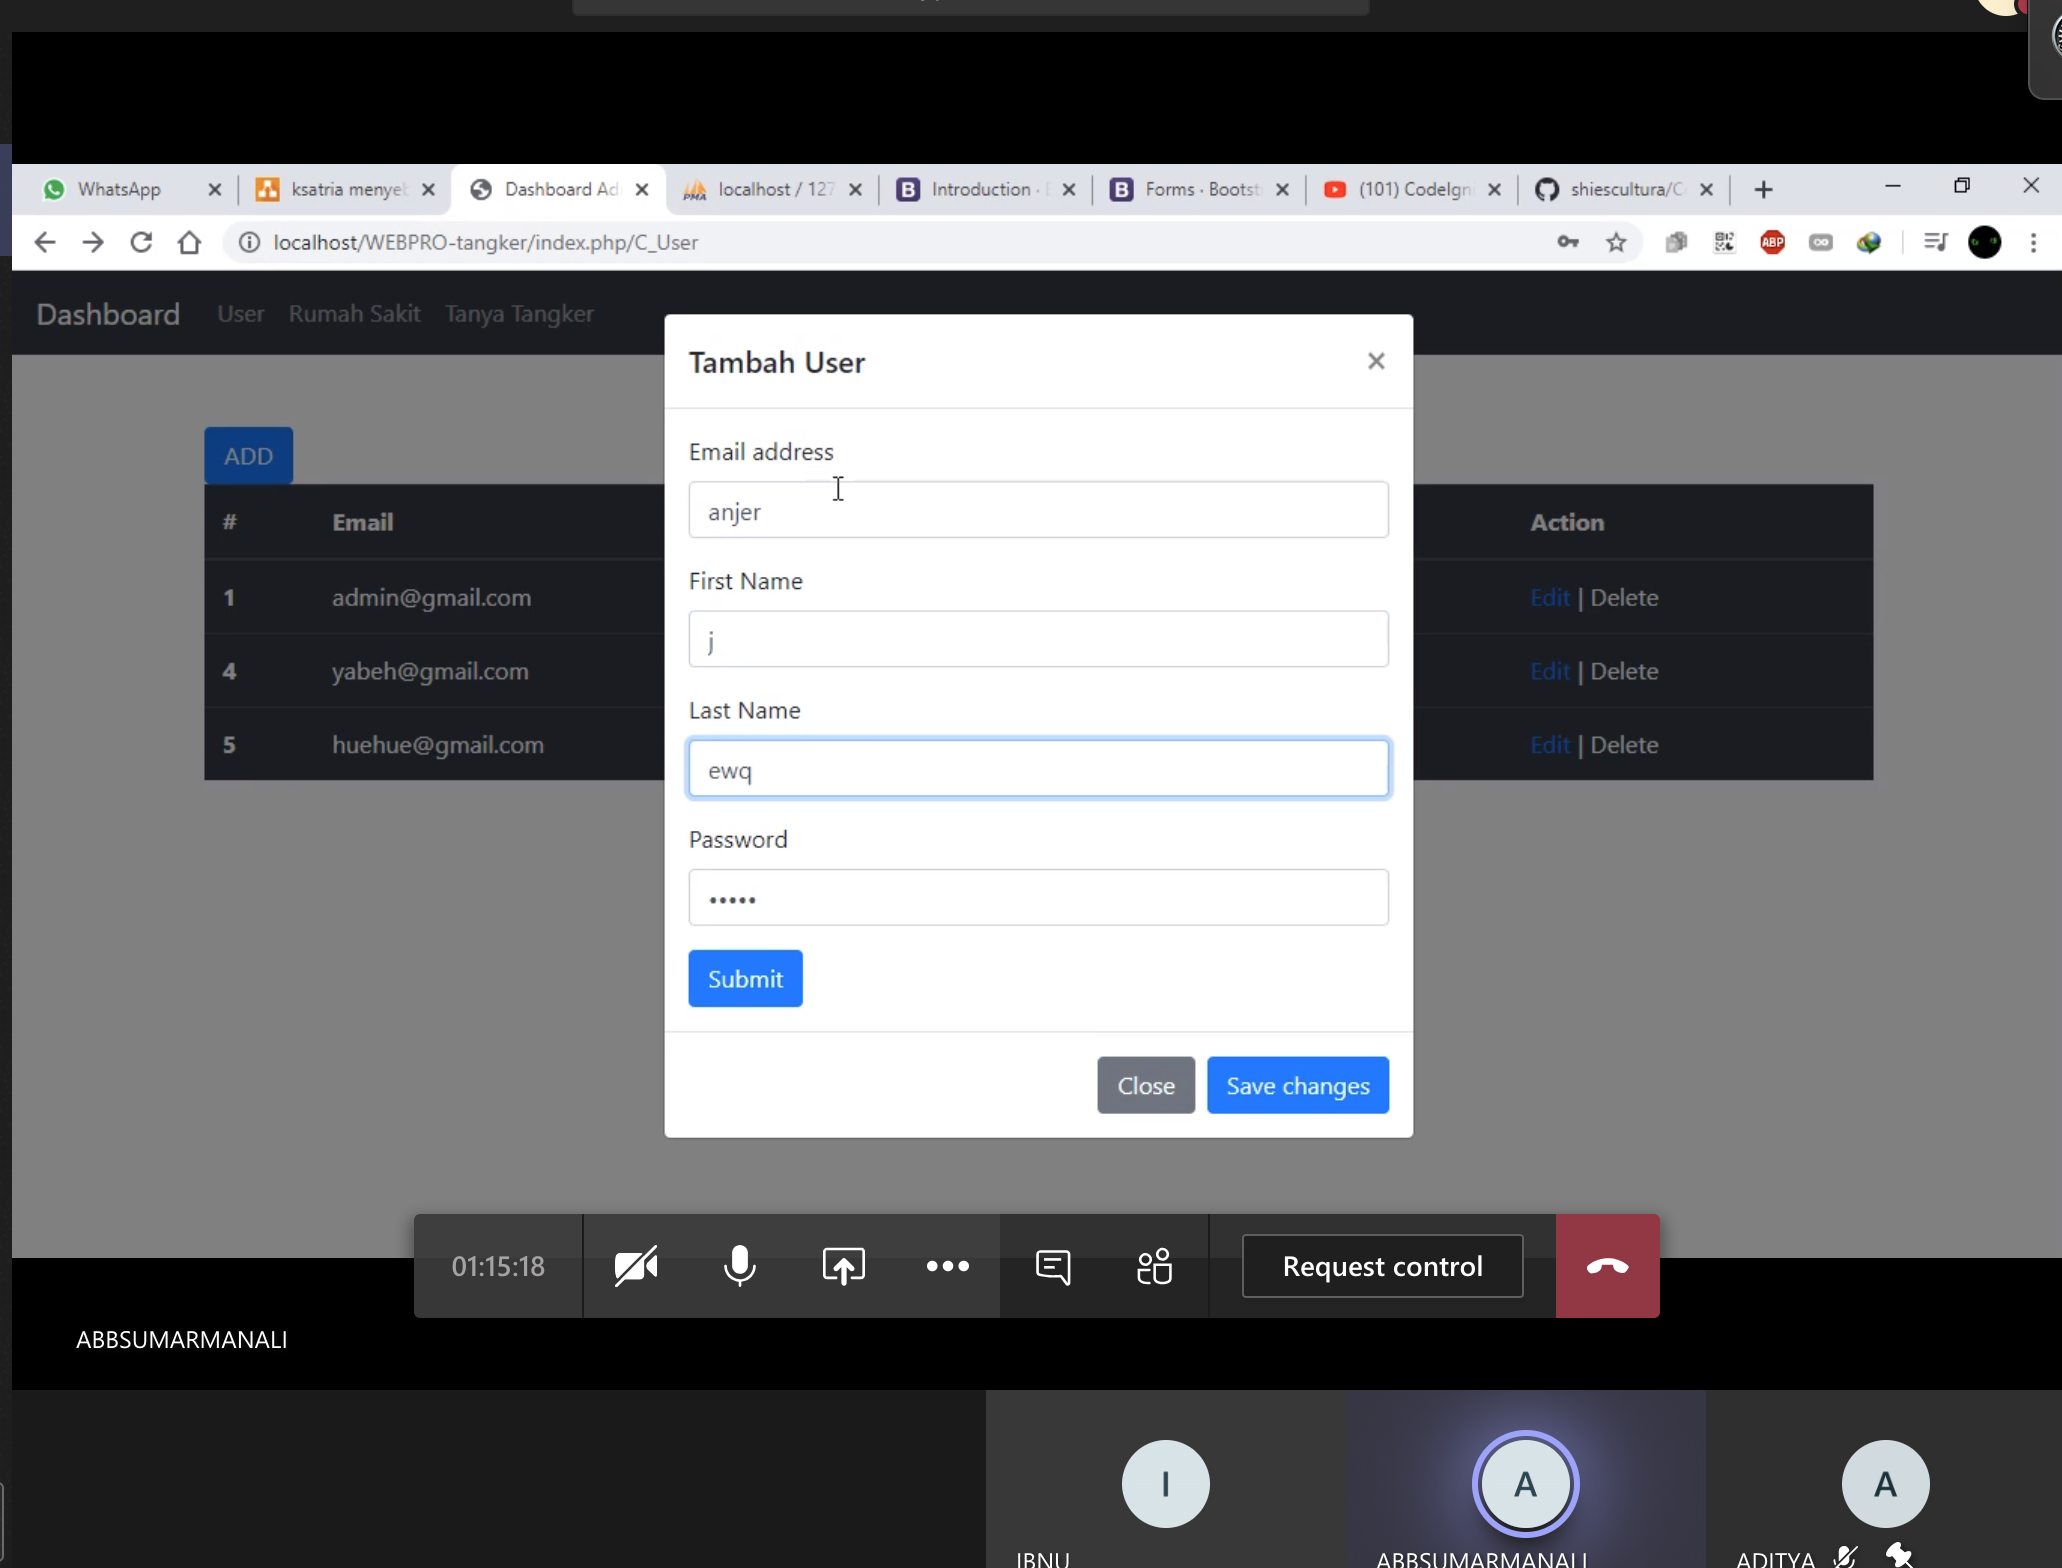 WhatsApp
ksatria menye
Dashboard Ad
localhost / 127
Introduction ·
Forms · Bootst
(101) CodeIgn
shiescultura/C
localhost/WEBPRO-tangker/index.php/C_User
ABP
Dashboard User Rumah Sakit Tanya Tangker
Tambah User
ADD
Email address
anjer
# Email Action
First Name
1 admin@gmail.com Edit | Delete
j
4 yabeh@gmail.com Edit | Delete
Last Name
5 huehue@gmail.com Edit | Delete
ewq
Password
•••••
Submit
Close Save changes
01:15:18 Request control
ABBSUMARMANALI
I A A
IBNU ABBSUMARMANALI ADITYA